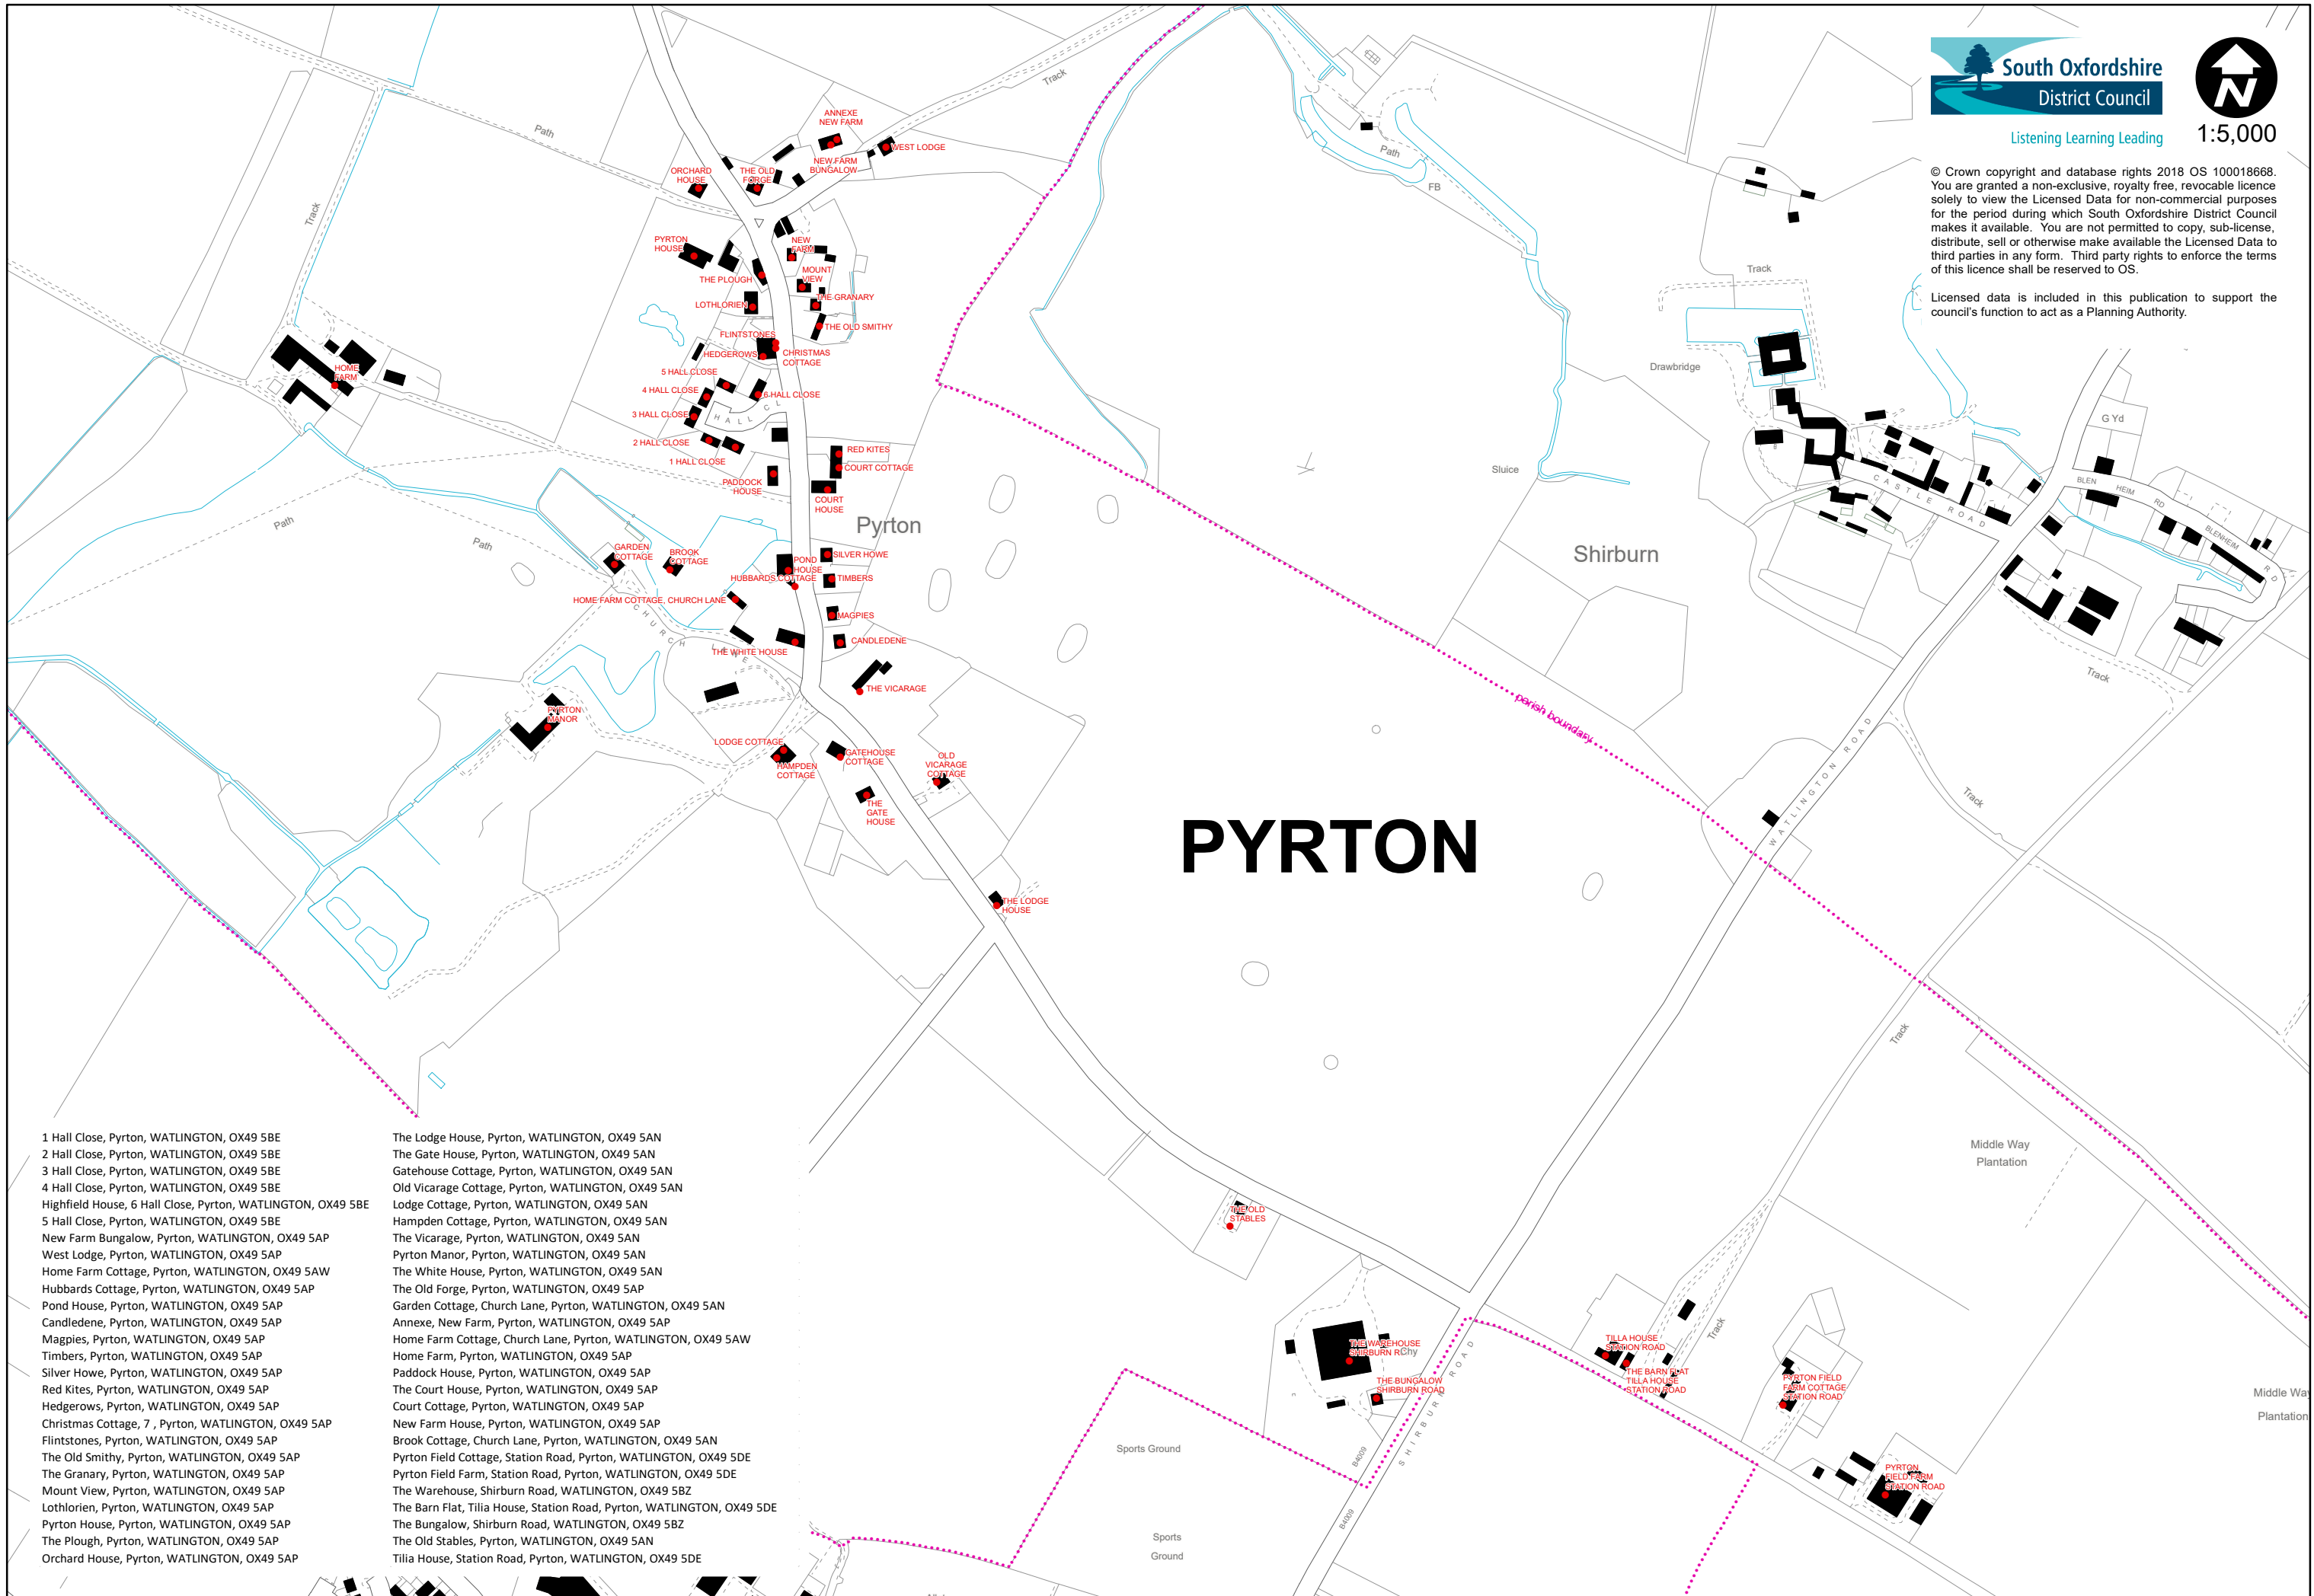 South Oxfordshire
District Council
Listening Learning Leading
N
1:5,000
© Crown copyright and database rights 2018 OS 100018668.
You are granted a non-exclusive, royalty free, revocable licence
solely to view the Licensed Data for non-commercial purposes
for the period during which South Oxfordshire District Council
makes it available. You are not permitted to copy, sub-license,
distribute, sell or otherwise make available the Licensed Data to
third parties in any form. Third party rights to enforce the terms
of this licence shall be reserved to OS.
Licensed data is included in this publication to support the
council's function to act as a Planning Authority.
Track
Path
ANNEXE
NEW FARM
WEST LODGE
NEW FARM
BUNGALOW
ORCHARD
HOUSE
THE OLD
FORGE
Path
FB
Track
PYRTON
HOUSE
NEW
FARM
THE PLOUGH
MOUNT
VIEW
LOTHLORIEN
THE GRANARY
THE OLD SMITHY
FLINTSTONES
HEDGEROWS
CHRISTMAS
COTTAGE
Track
Drawbridge
HOME
FARM
5 HALL CLOSE
4 HALL CLOSE
6 HALL CLOSE
3 HALL CLOSE
HALL CL
2 HALL CLOSE
1 HALL CLOSE
RED KITES
COURT COTTAGE
PADDOCK
HOUSE
COURT
HOUSE
Pyrton
Sluice
G Yd
CASTLE ROAD
BLEN HEIM RD
BLENHEIM RD
Shirburn
Path
Path
GARDEN
COTTAGE
BROOK
COTTAGE
POND
HOUSE
SILVER HOWE
HUBBARDS COTTAGE
TIMBERS
HOME FARM COTTAGE, CHURCH LANE
CHURCH LANE
MAGPIES
CANDLEDENE
THE WHITE HOUSE
THE VICARAGE
PYRTON
MANOR
LODGE COTTAGE
HAMPDEN
COTTAGE
GATEHOUSE
COTTAGE
OLD
VICARAGE
COTTAGE
THE
GATE
HOUSE
parish boundary
WATLINGTON ROAD
Track
Track
PYRTON
THE LODGE
HOUSE
Track
Middle Way
Plantation
THE OLD
STABLES
THE WAREHOUSE
SHIRBURN R
Chy
THE BUNGALOW
SHIRBURN ROAD
SHIRBURN ROAD
B4009
B4009
TILLA HOUSE
STATION ROAD
THE BARN FLAT
TILLA HOUSE
STATION ROAD
Track
PYRTON FIELD
FARM COTTAGE
STATION ROAD
PYRTON
FIELD FARM
STATION ROAD
Middle Way
Plantation
Sports Ground
Sports
Ground
1 Hall Close, Pyrton, WATLINGTON, OX49 5BE
2 Hall Close, Pyrton, WATLINGTON, OX49 5BE
3 Hall Close, Pyrton, WATLINGTON, OX49 5BE
4 Hall Close, Pyrton, WATLINGTON, OX49 5BE
Highfield House, 6 Hall Close, Pyrton, WATLINGTON, OX49 5BE
5 Hall Close, Pyrton, WATLINGTON, OX49 5BE
New Farm Bungalow, Pyrton, WATLINGTON, OX49 5AP
West Lodge, Pyrton, WATLINGTON, OX49 5AP
Home Farm Cottage, Pyrton, WATLINGTON, OX49 5AW
Hubbards Cottage, Pyrton, WATLINGTON, OX49 5AP
Pond House, Pyrton, WATLINGTON, OX49 5AP
Candledene, Pyrton, WATLINGTON, OX49 5AP
Magpies, Pyrton, WATLINGTON, OX49 5AP
Timbers, Pyrton, WATLINGTON, OX49 5AP
Silver Howe, Pyrton, WATLINGTON, OX49 5AP
Red Kites, Pyrton, WATLINGTON, OX49 5AP
Hedgerows, Pyrton, WATLINGTON, OX49 5AP
Christmas Cottage, 7 , Pyrton, WATLINGTON, OX49 5AP
Flintstones, Pyrton, WATLINGTON, OX49 5AP
The Old Smithy, Pyrton, WATLINGTON, OX49 5AP
The Granary, Pyrton, WATLINGTON, OX49 5AP
Mount View, Pyrton, WATLINGTON, OX49 5AP
Lothlorien, Pyrton, WATLINGTON, OX49 5AP
Pyrton House, Pyrton, WATLINGTON, OX49 5AP
The Plough, Pyrton, WATLINGTON, OX49 5AP
Orchard House, Pyrton, WATLINGTON, OX49 5AP
The Lodge House, Pyrton, WATLINGTON, OX49 5AN
The Gate House, Pyrton, WATLINGTON, OX49 5AN
Gatehouse Cottage, Pyrton, WATLINGTON, OX49 5AN
Old Vicarage Cottage, Pyrton, WATLINGTON, OX49 5AN
Lodge Cottage, Pyrton, WATLINGTON, OX49 5AN
Hampden Cottage, Pyrton, WATLINGTON, OX49 5AN
The Vicarage, Pyrton, WATLINGTON, OX49 5AN
Pyrton Manor, Pyrton, WATLINGTON, OX49 5AN
The White House, Pyrton, WATLINGTON, OX49 5AN
The Old Forge, Pyrton, WATLINGTON, OX49 5AP
Garden Cottage, Church Lane, Pyrton, WATLINGTON, OX49 5AN
Annexe, New Farm, Pyrton, WATLINGTON, OX49 5AP
Home Farm Cottage, Church Lane, Pyrton, WATLINGTON, OX49 5AW
Home Farm, Pyrton, WATLINGTON, OX49 5AP
Paddock House, Pyrton, WATLINGTON, OX49 5AP
The Court House, Pyrton, WATLINGTON, OX49 5AP
Court Cottage, Pyrton, WATLINGTON, OX49 5AP
New Farm House, Pyrton, WATLINGTON, OX49 5AP
Brook Cottage, Church Lane, Pyrton, WATLINGTON, OX49 5AN
Pyrton Field Cottage, Station Road, Pyrton, WATLINGTON, OX49 5DE
Pyrton Field Farm, Station Road, Pyrton, WATLINGTON, OX49 5DE
The Warehouse, Shirburn Road, WATLINGTON, OX49 5BZ
The Barn Flat, Tilia House, Station Road, Pyrton, WATLINGTON, OX49 5DE
The Bungalow, Shirburn Road, WATLINGTON, OX49 5BZ
The Old Stables, Pyrton, WATLINGTON, OX49 5AN
Tilia House, Station Road, Pyrton, WATLINGTON, OX49 5DE